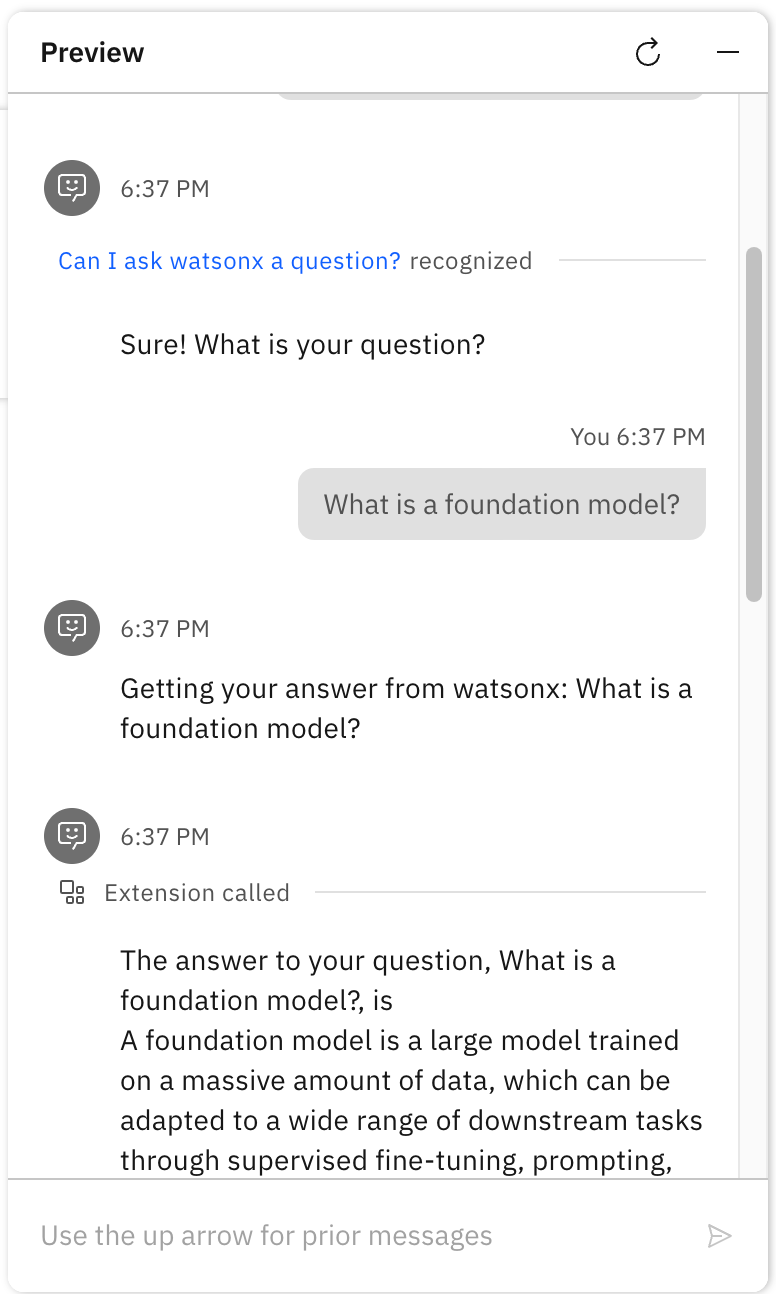 Preview
6:37 PM
Can I ask watsonx a question? recognized
Sure! What is your question?
You 6:37 PM
What is a foundation model?
6:37 PM
Getting your answer from watsonx: What is a
foundation model?
6:37 PM
Extension called
The answer to your question, What is a
foundation model?, is
A foundation model is a large model trained
on a massive amount of data, which can be
adapted to a wide range of downstream tasks
through supervised fine-tuning, prompting,
Use the up arrow for prior messages